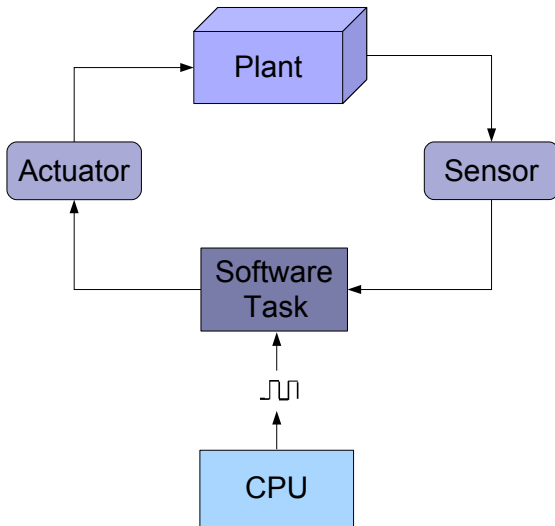 Plant
Actuator
Sensor
Software
Task
CPU